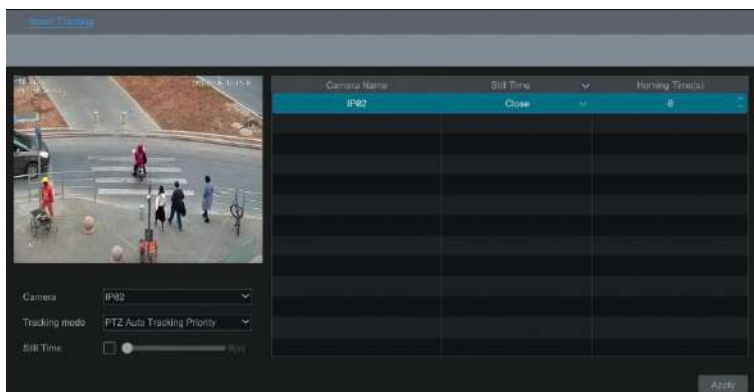 Smart Tracking
Camera Name Still Time Homing Time(s)
IP02 Close 0
Camera IP02
Tracking mode PTZ Auto Tracking Priority
Still Time
Apply